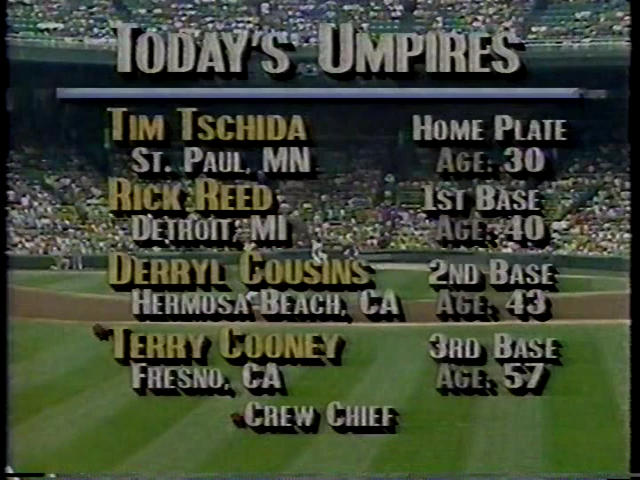 TODAY'S UMPIRES
TIM TSCHIDA HOME PLATE
ST. PAUL, MN AGE: 30
RICK REED 1ST BASE
DETROIT, MI AGE: 40
DERRYL COUSINS 2ND BASE
HERMOSA BEACH, CA AGE: 43
TERRY COONEY 3RD BASE
FRESNO, CA AGE: 57
CREW CHIEF